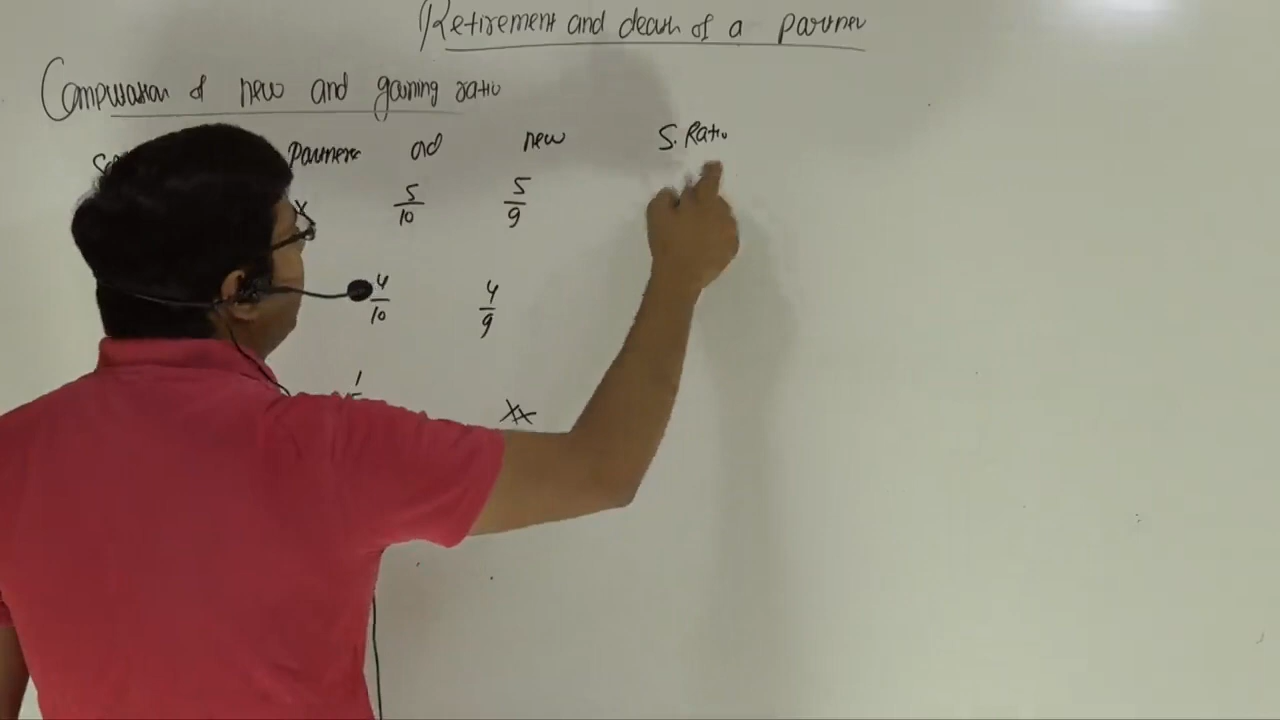 Retirement and death of a partner
Computation of new and gaining ratio
Partners old new S. Ratio
X 5/10 5/9
4/10 4/9
1
XX